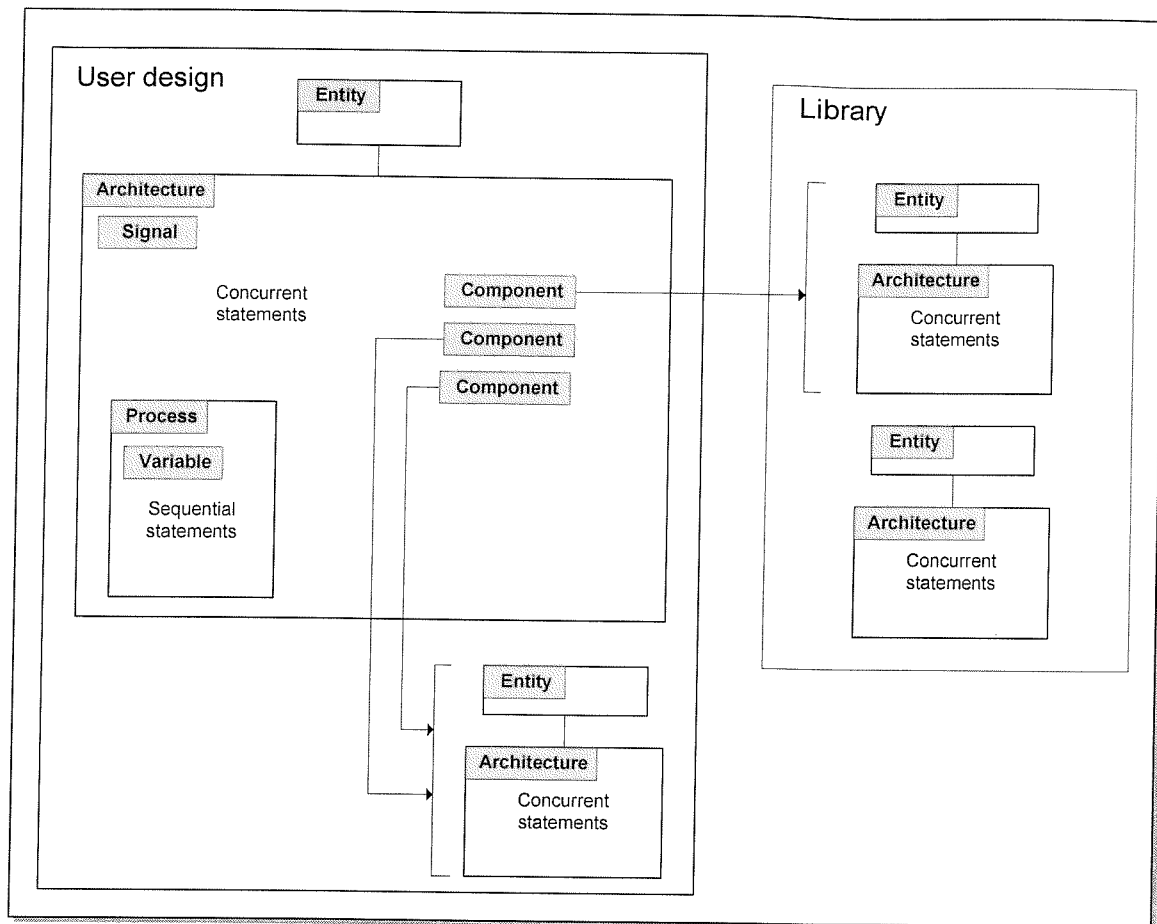 User design
Entity
Architecture
Signal
Concurrent
statements
Component
Component
Component
Process
Variable
Sequential
statements
Entity
Architecture
Concurrent
statements
Library
Entity
Architecture
Concurrent
statements
Entity
Architecture
Concurrent
statements